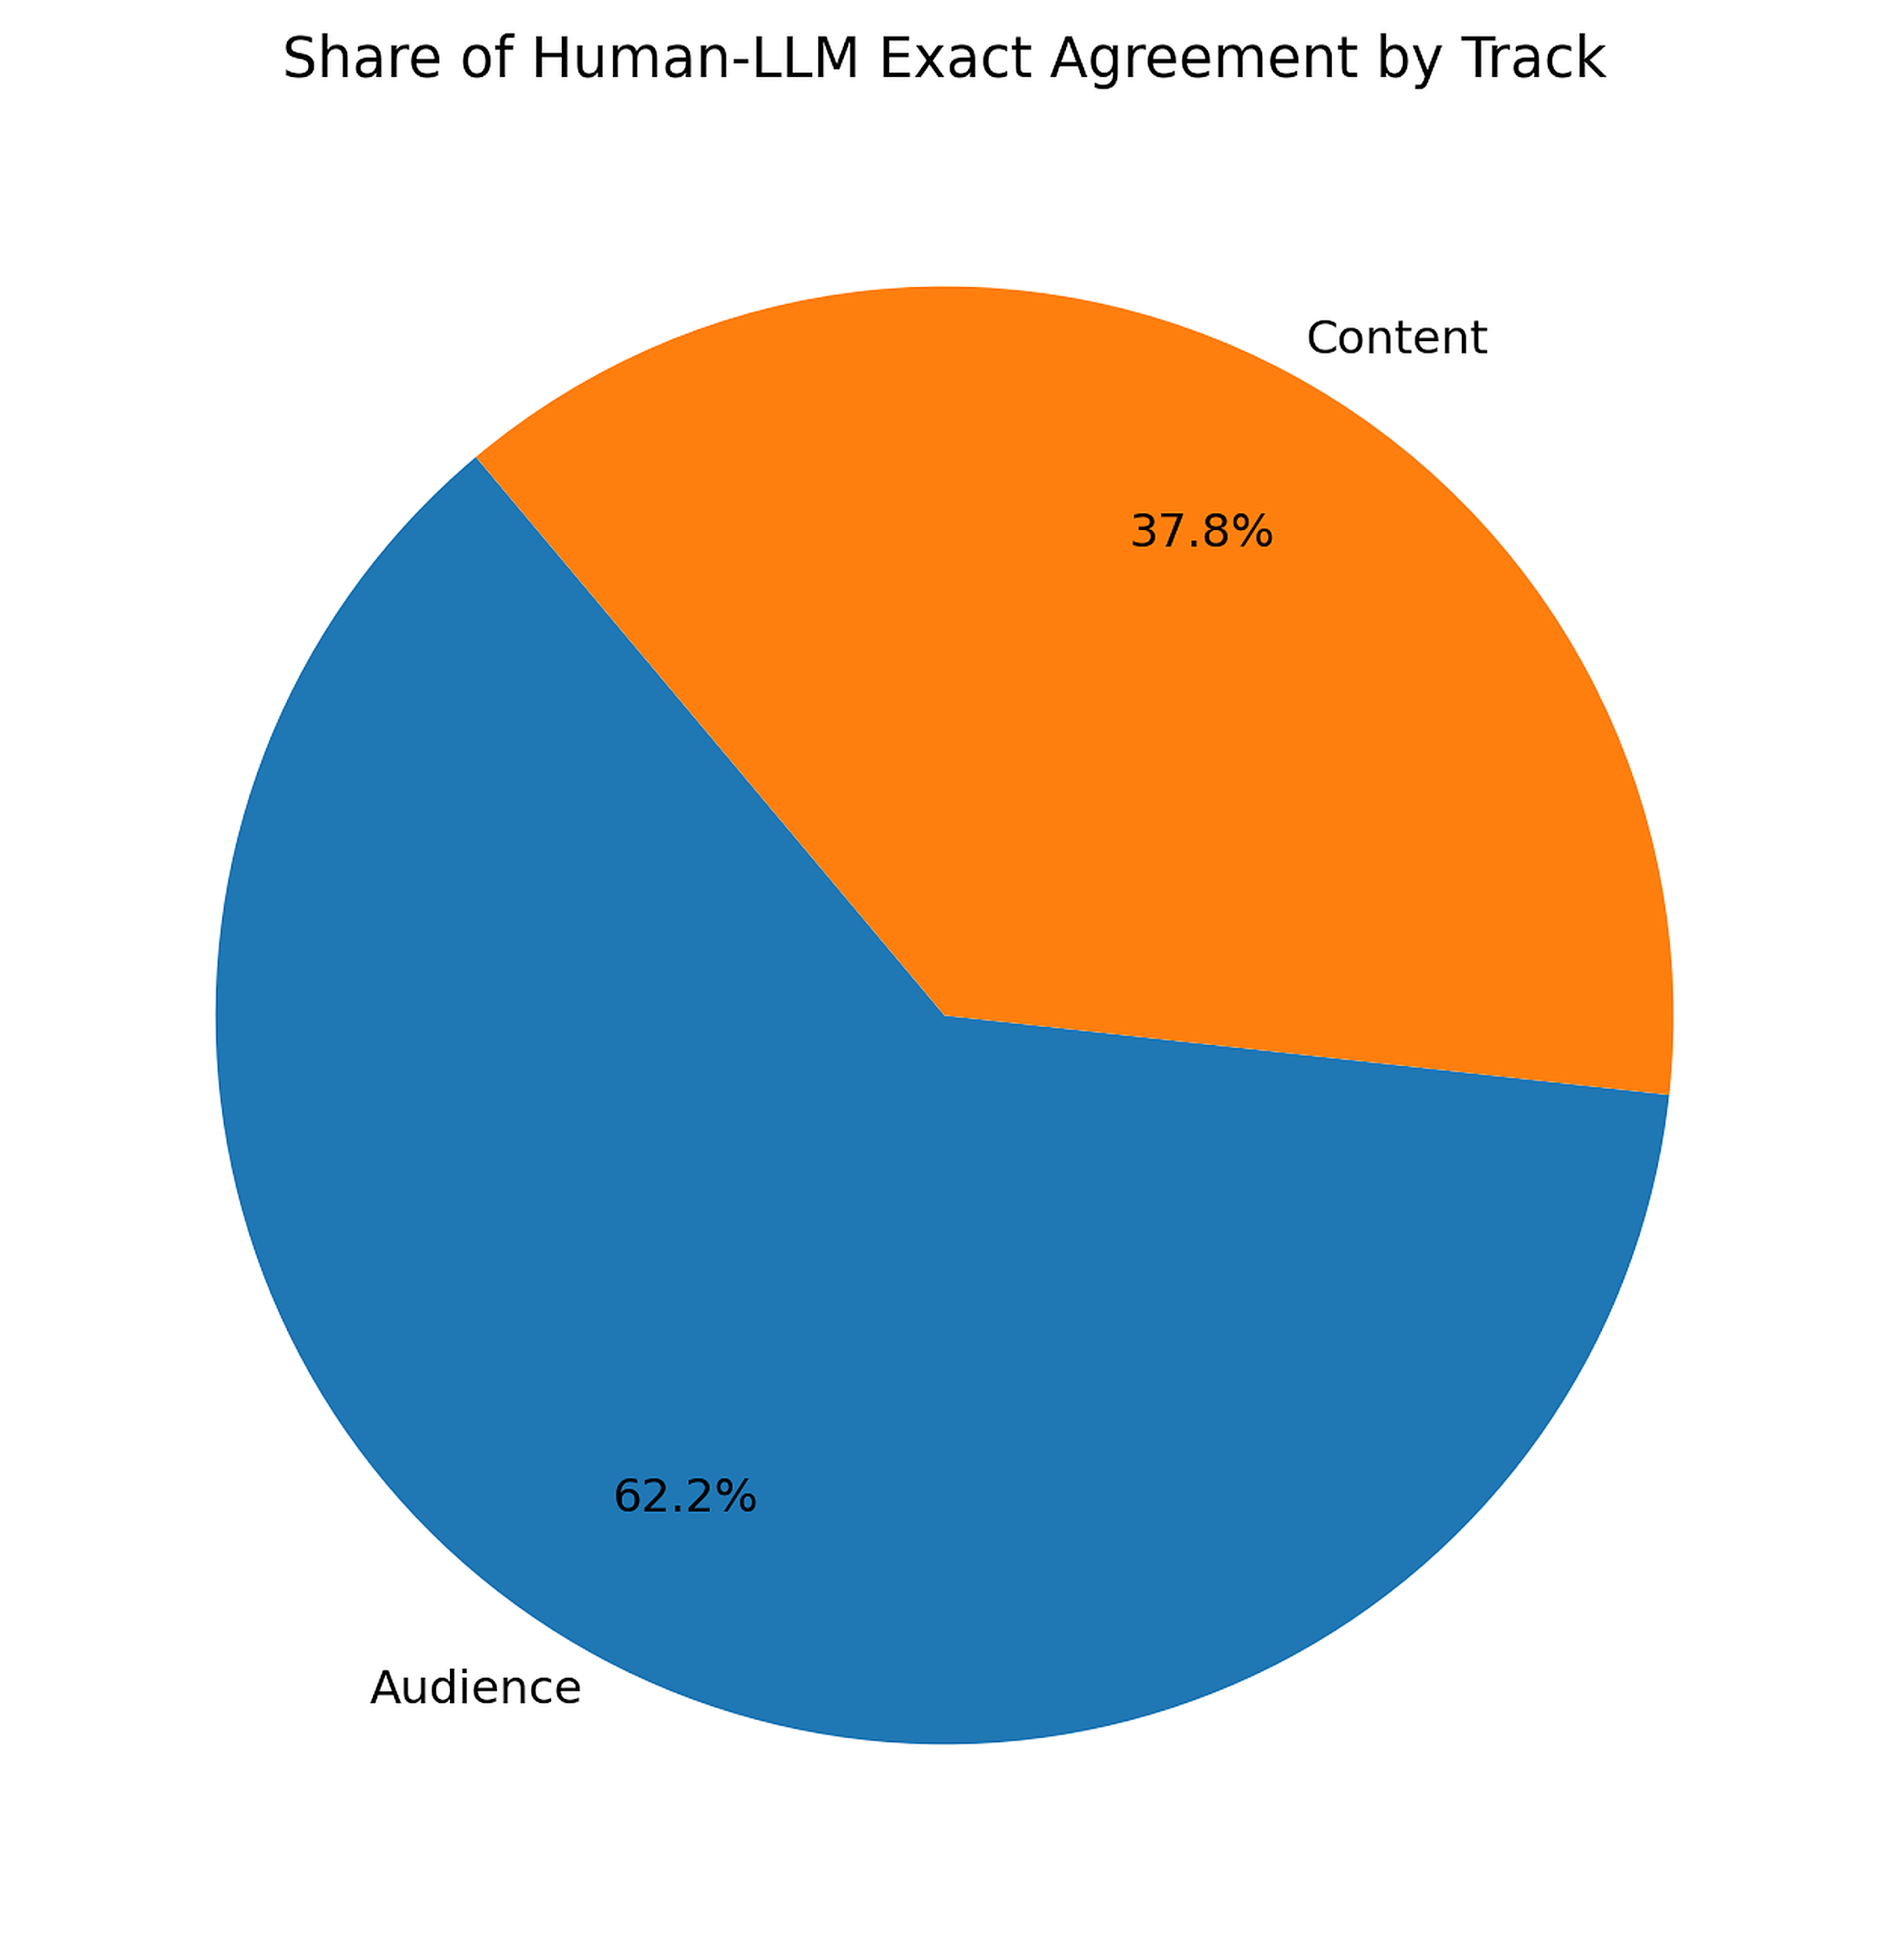 Share of Human-LLM Exact Agreement by Track
Content
37.8%
62.2%
Audience